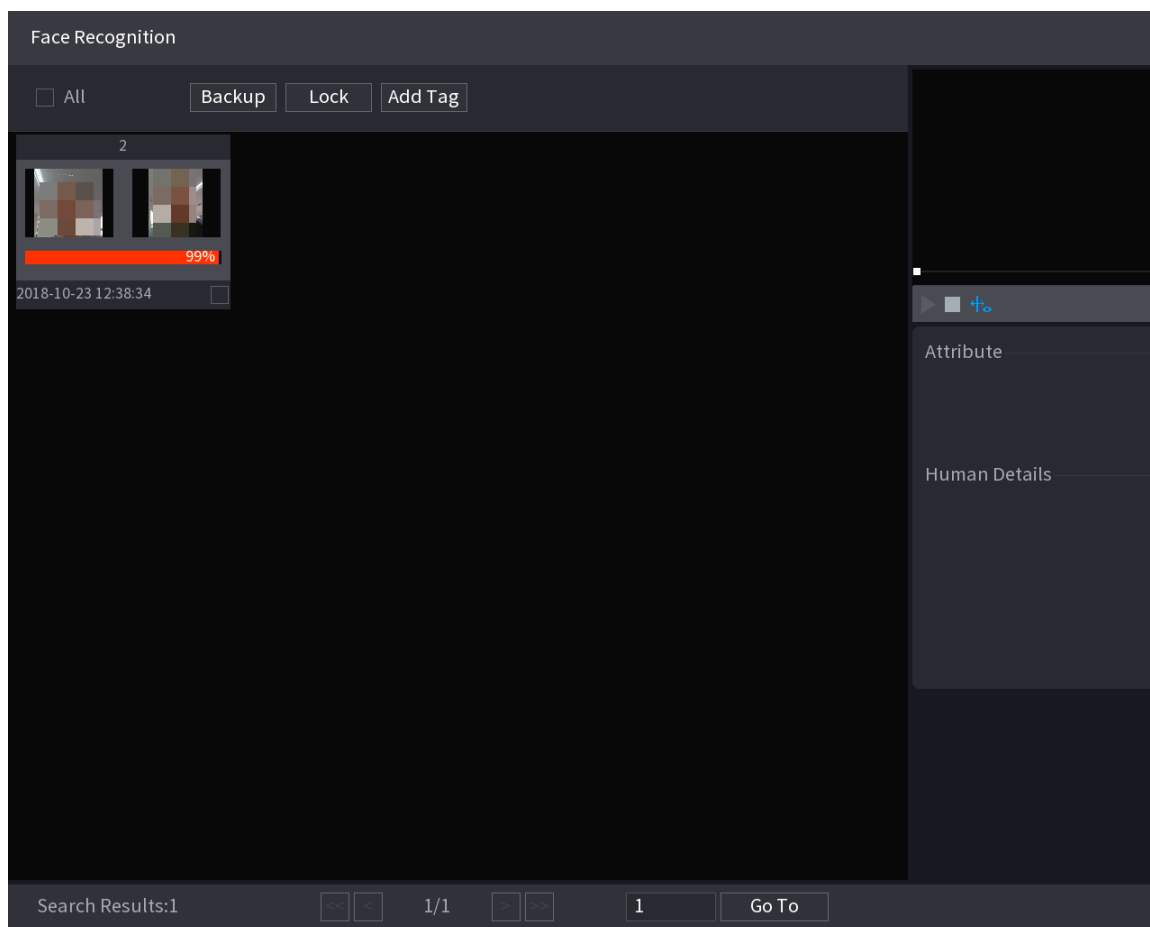 Face Recognition
All
Backup
Lock
Add Tag
2
99%
2018-10-23 12:38:34
Attribute
Human Details
Search Results:1
<<
<
1/1
>
>>
1
Go To